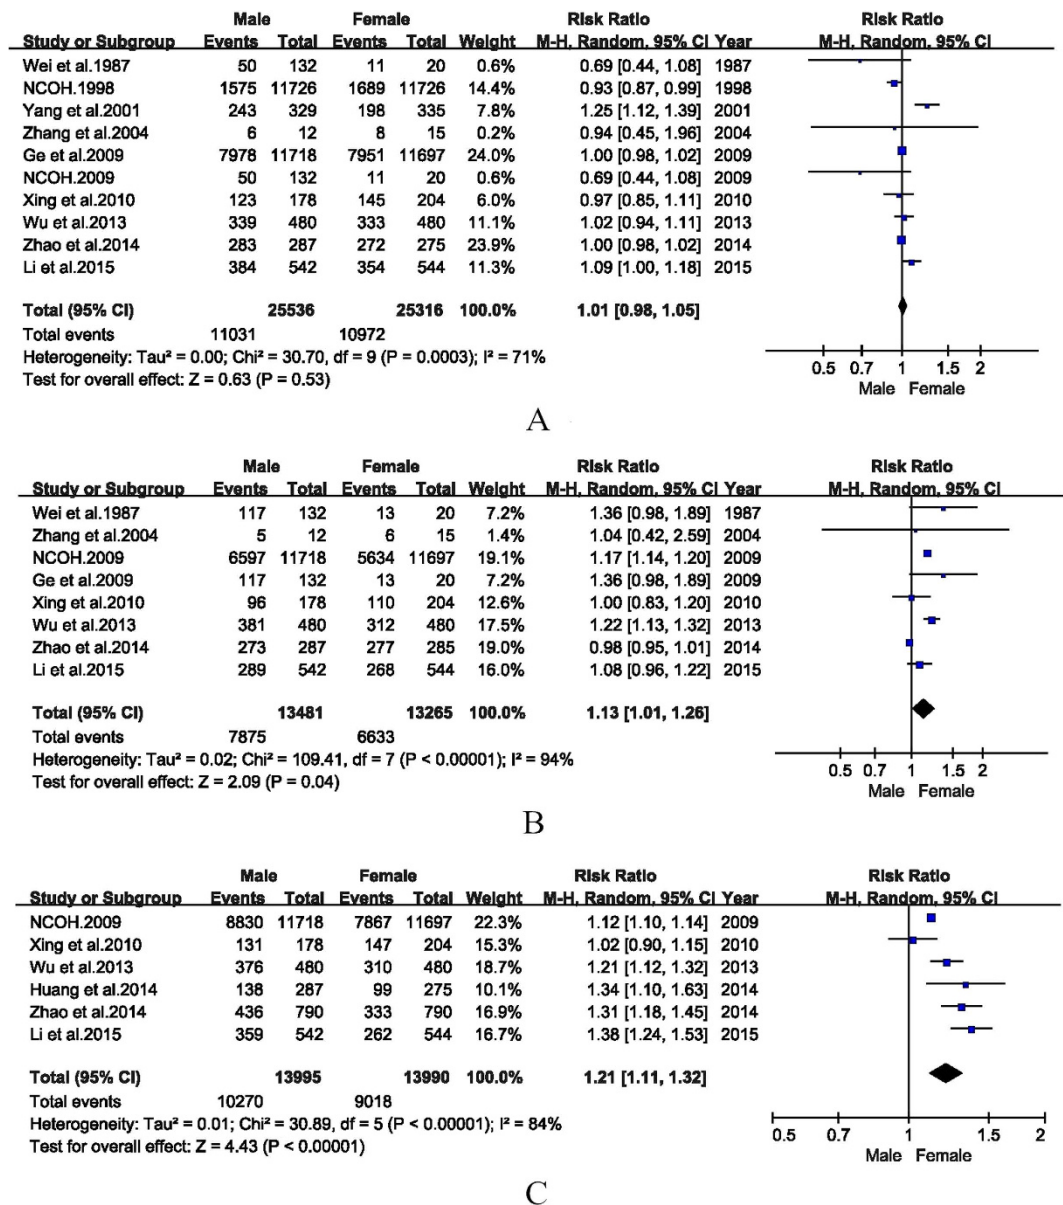 Male Female Risk Ratio Risk Ratio
Study or Subgroup Events Total Events Total Weight M-H, Random, 95% CI Year M-H, Random, 95% CI
Wei et al.1987 50 132 11 20 0.6% 0.69 [0.44, 1.08] 1987
NCOH.1998 1575 11726 1689 11726 14.4% 0.93 [0.87, 0.99] 1998
Yang et al.2001 243 329 198 335 7.8% 1.25 [1.12, 1.39] 2001
Zhang et al.2004 6 12 8 15 0.2% 0.94 [0.45, 1.96] 2004
Ge et al.2009 7978 11718 7951 11697 24.0% 1.00 [0.98, 1.02] 2009
NCOH.2009 50 132 11 20 0.6% 0.69 [0.44, 1.08] 2009
Xing et al.2010 123 178 145 204 6.0% 0.97 [0.85, 1.11] 2010
Wu et al.2013 339 480 333 480 11.1% 1.02 [0.94, 1.11] 2013
Zhao et al.2014 283 287 272 275 23.9% 1.00 [0.98, 1.02] 2014
Li et al.2015 384 542 354 544 11.3% 1.09 [1.00, 1.18] 2015
Total (95% CI) 25536 25316 100.0% 1.01 [0.98, 1.05]
Total events 11031 10972
Heterogeneity: Tau² = 0.00; Chi² = 30.70, df = 9 (P = 0.0003); I² = 71%
Test for overall effect: Z = 0.63 (P = 0.53)
0.5 0.7 1 1.5 2
Male Female
A
Male Female Risk Ratio Risk Ratio
Study or Subgroup Events Total Events Total Weight M-H, Random, 95% CI Year M-H, Random, 95% CI
Wei et al.1987 117 132 13 20 7.2% 1.36 [0.98, 1.89] 1987
Zhang et al.2004 5 12 6 15 1.4% 1.04 [0.42, 2.59] 2004
NCOH.2009 6597 11718 5634 11697 19.1% 1.17 [1.14, 1.20] 2009
Ge et al.2009 117 132 13 20 7.2% 1.36 [0.98, 1.89] 2009
Xing et al.2010 96 178 110 204 12.6% 1.00 [0.83, 1.20] 2010
Wu et al.2013 381 480 312 480 17.5% 1.22 [1.13, 1.32] 2013
Zhao et al.2014 273 287 277 285 19.0% 0.98 [0.95, 1.01] 2014
Li et al.2015 289 542 268 544 16.0% 1.08 [0.96, 1.22] 2015
Total (95% CI) 13481 13265 100.0% 1.13 [1.01, 1.26]
Total events 7875 6633
Heterogeneity: Tau² = 0.02; Chi² = 109.41, df = 7 (P < 0.00001); I² = 94%
Test for overall effect: Z = 2.09 (P = 0.04)
0.5 0.7 1 1.5 2
Male Female
B
Male Female Risk Ratio Risk Ratio
Study or Subgroup Events Total Events Total Weight M-H, Random, 95% CI Year M-H, Random, 95% CI
NCOH.2009 8830 11718 7867 11697 22.3% 1.12 [1.10, 1.14] 2009
Xing et al.2010 131 178 147 204 15.3% 1.02 [0.90, 1.15] 2010
Wu et al.2013 376 480 310 480 18.7% 1.21 [1.12, 1.32] 2013
Huang et al.2014 138 287 99 275 10.1% 1.34 [1.10, 1.63] 2014
Zhao et al.2014 436 790 333 790 16.9% 1.31 [1.18, 1.45] 2014
Li et al.2015 359 542 262 544 16.7% 1.38 [1.24, 1.53] 2015
Total (95% CI) 13995 13990 100.0% 1.21 [1.11, 1.32]
Total events 10270 9018
Heterogeneity: Tau² = 0.01; Chi² = 30.89, df = 5 (P < 0.00001); I² = 84%
Test for overall effect: Z = 4.43 (P < 0.00001)
0.5 0.7 1 1.5 2
Male Female
C